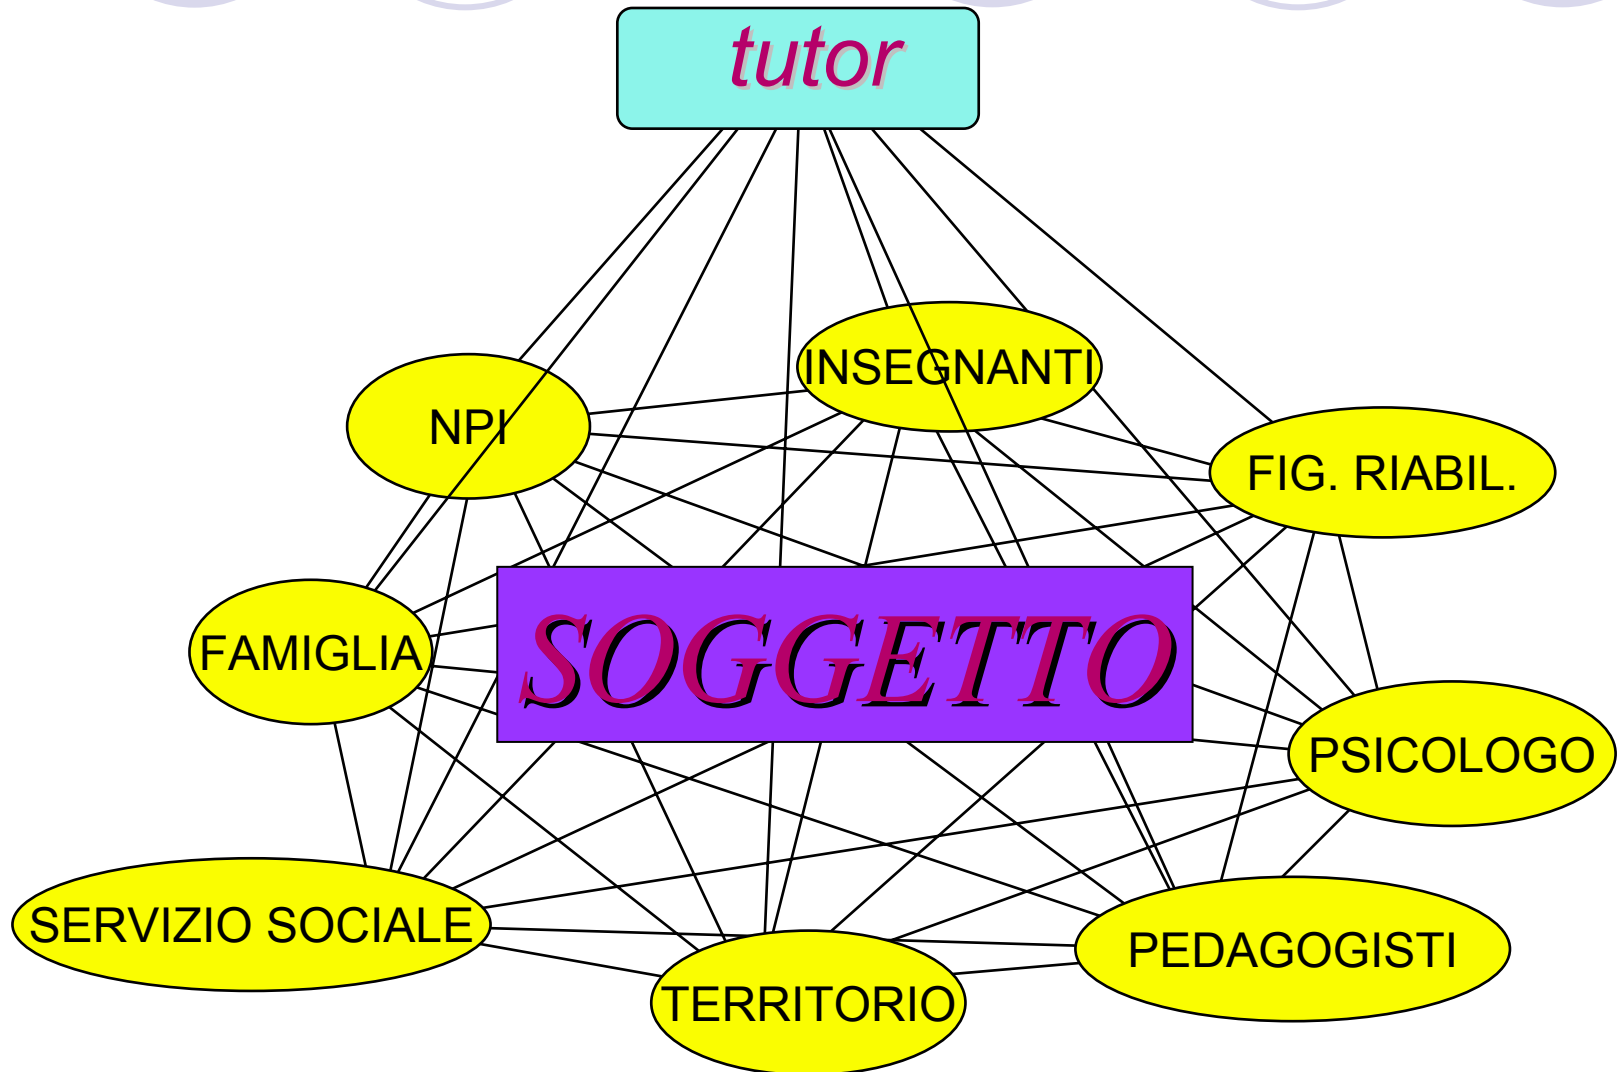 tutor
INSEGNANTI
NPI
FIG. RIABIL.
FAMIGLIA
SOGGETTO
PSICOLOGO
SERVIZIO SOCIALE
PEDAGOGISTI
TERRITORIO